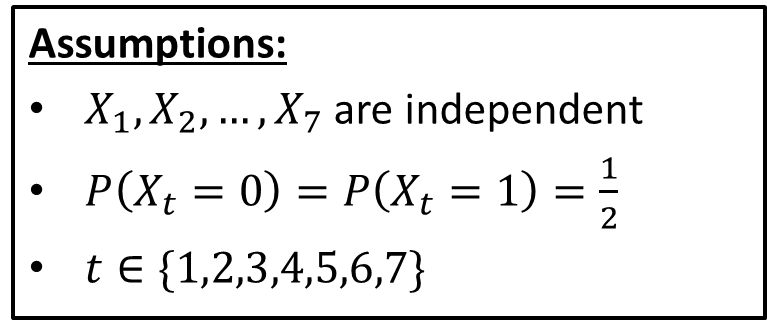 Assumptions:
• X₁, X₂, … , X₇ are independent
• P(Xₜ = 0) = P(Xₜ = 1) = 1/2
• t ∈ {1,2,3,4,5,6,7}